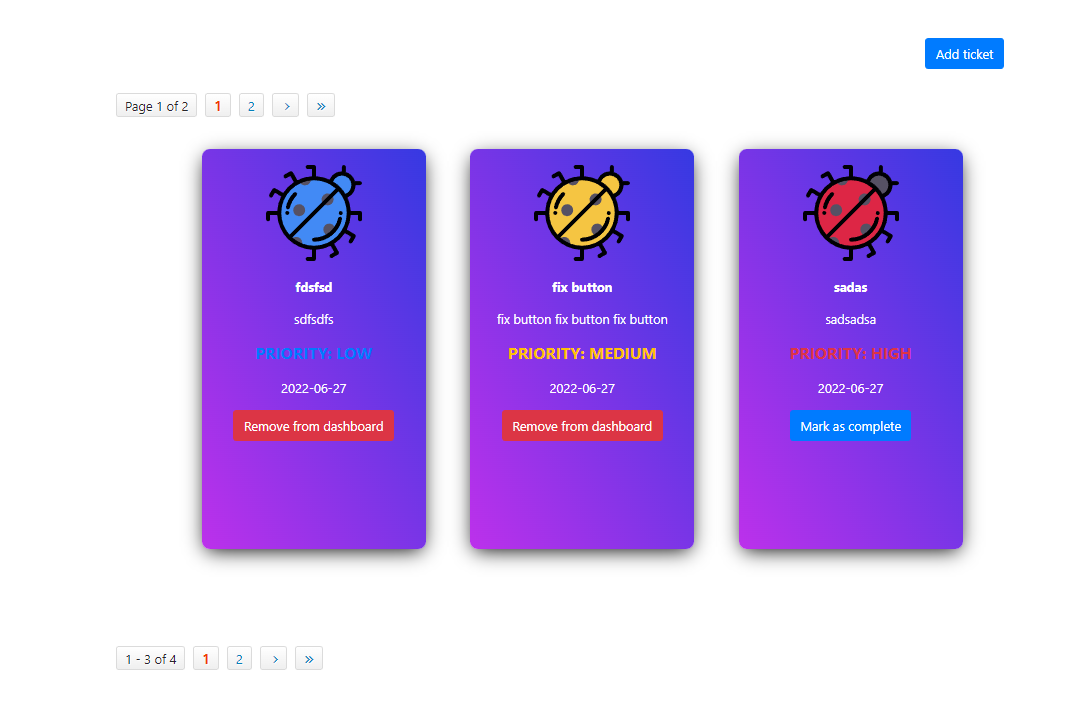 Add ticket
Page 1 of 2 1 2 › »
fdsfsd
sdfsdfs
PRIORITY: LOW
2022-06-27
Remove from dashboard
fix button
fix button fix button fix button
PRIORITY: MEDIUM
2022-06-27
Remove from dashboard
sadas
sadsadsa
PRIORITY: HIGH
2022-06-27
Mark as complete
1 - 3 of 4 1 2 › »